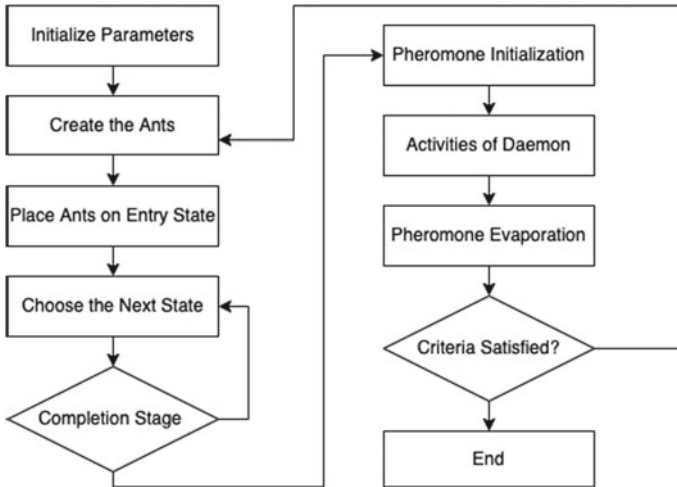 Initialize Parameters
Create the Ants
Place Ants on Entry State
Choose the Next State
Completion Stage
Pheromone Initialization
Activities of Daemon
Pheromone Evaporation
Criteria Satisfied?
End